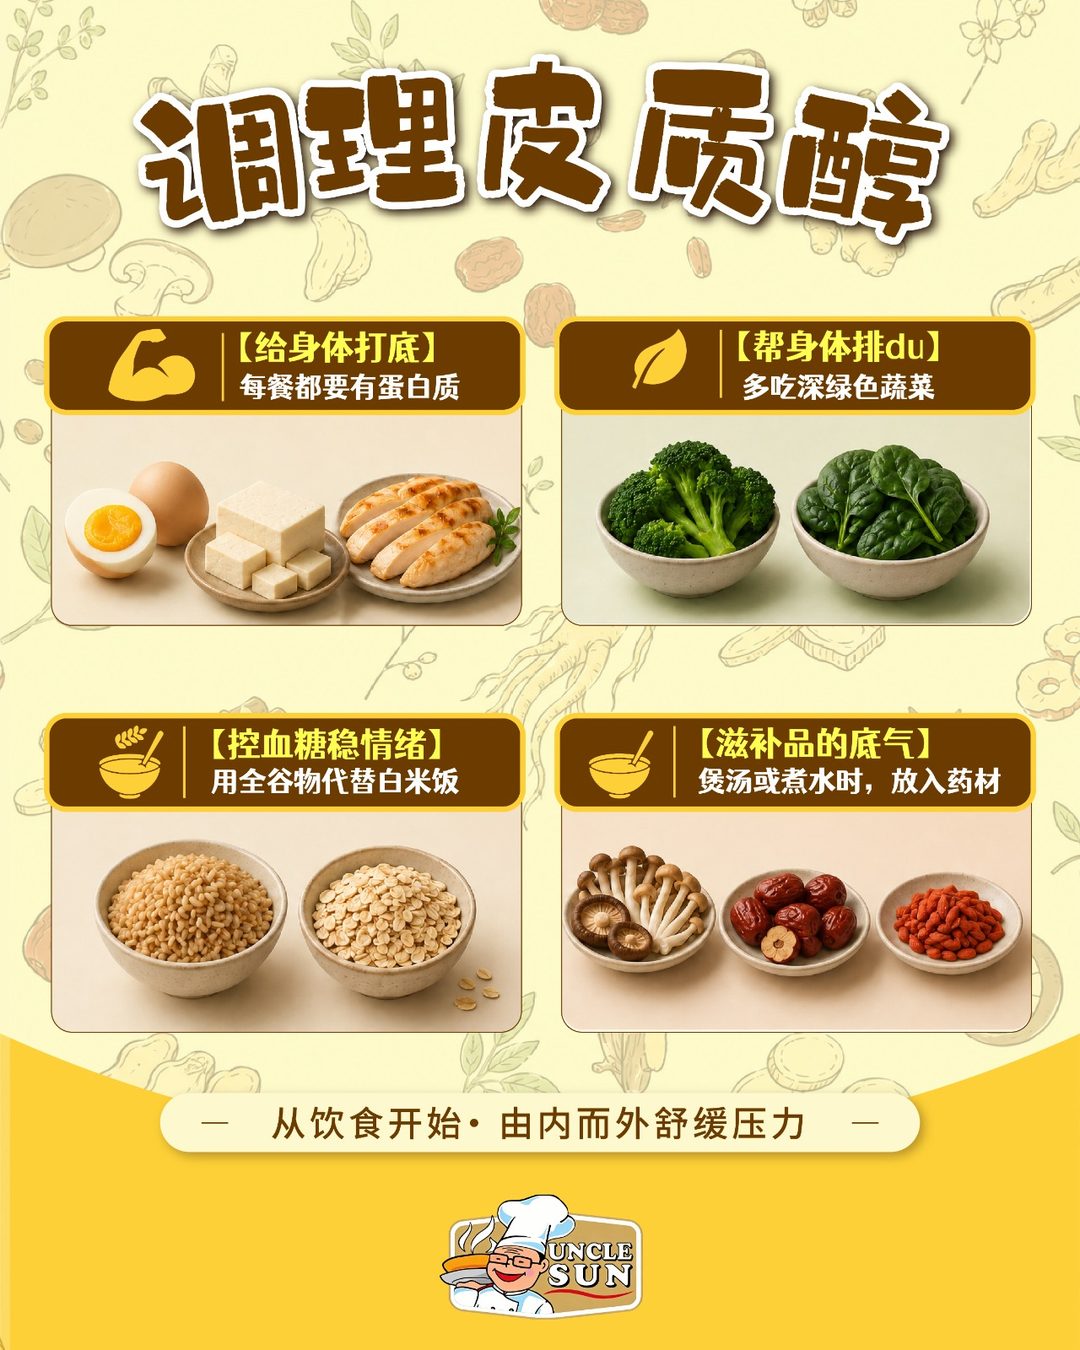 调理皮质醇
【给身体打底】
每餐都要有蛋白质
【帮身体排du】
多吃深绿色蔬菜
【控血糖稳情绪】
用全谷物代替白米饭
【滋补品的底气】
煲汤或煮水时，放入药材
— 从饮食开始•由内而外舒缓压力 —
UNCLE
SUN